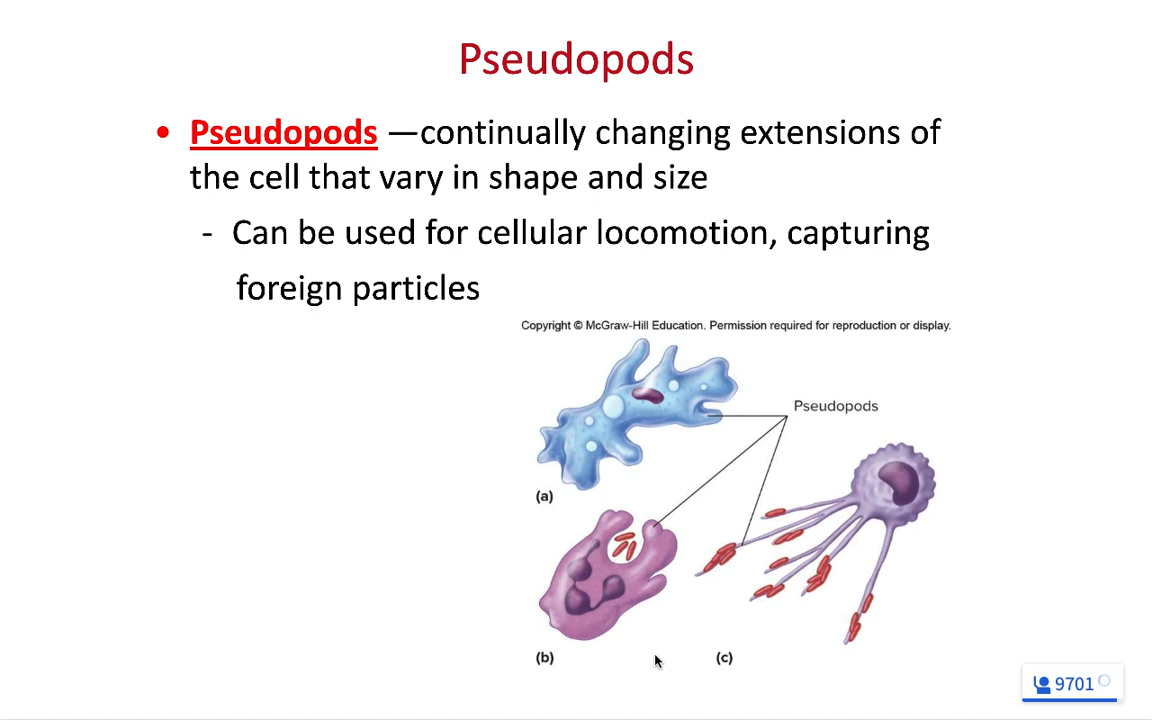 Pseudopods
• Pseudopods —continually changing extensions of
the cell that vary in shape and size
- Can be used for cellular locomotion, capturing
foreign particles
Copyright © McGraw-Hill Education. Permission required for reproduction or display.
Pseudopods
(a)
(b)
(c)
9701